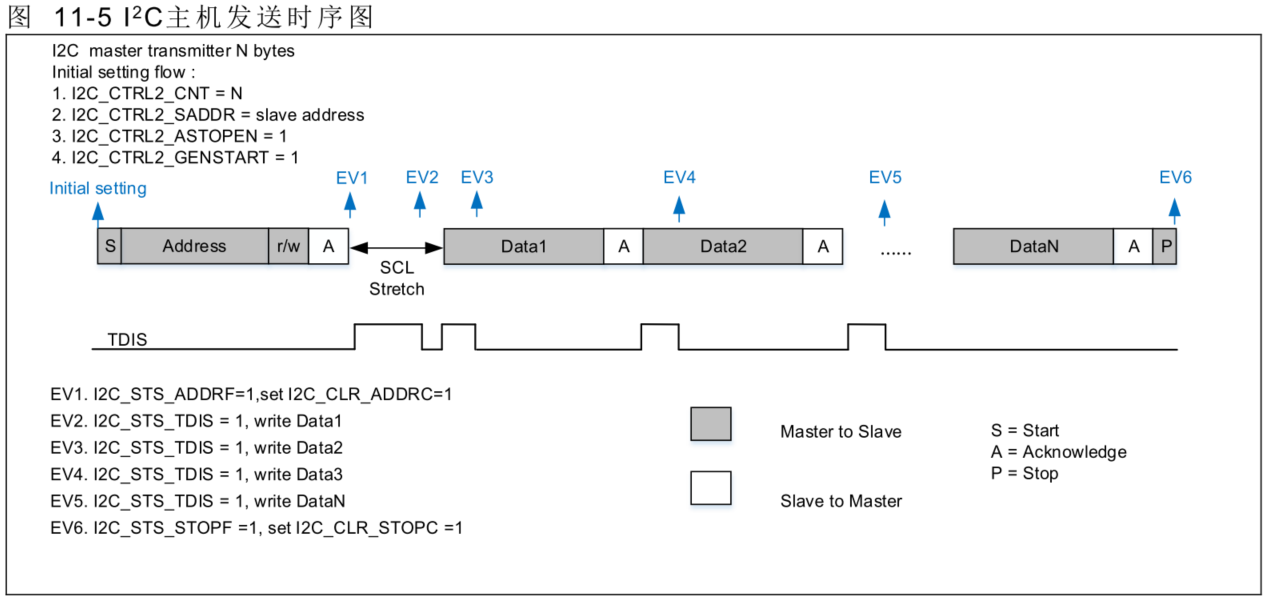 图 11-5 I²C主机发送时序图
I2C master transmitter N bytes
Initial setting flow :
1. I2C_CTRL2_CNT = N
2. I2C_CTRL2_SADDR = slave address
3. I2C_CTRL2_ASTOPEN = 1
4. I2C_CTRL2_GENSTART = 1
Initial setting
EV1 EV2 EV3 EV4 EV5 EV6
S Address r/w A Data1 A Data2 A ...... DataN A P
SCL
Stretch
TDIS
EV1. I2C_STS_ADDRF=1,set I2C_CLR_ADDRC=1
EV2. I2C_STS_TDIS = 1, write Data1
EV3. I2C_STS_TDIS = 1, write Data2
EV4. I2C_STS_TDIS = 1, write Data3
EV5. I2C_STS_TDIS = 1, write DataN
EV6. I2C_STS_STOPF =1, set I2C_CLR_STOPC =1
Master to Slave
Slave to Master
S = Start
A = Acknowledge
P = Stop